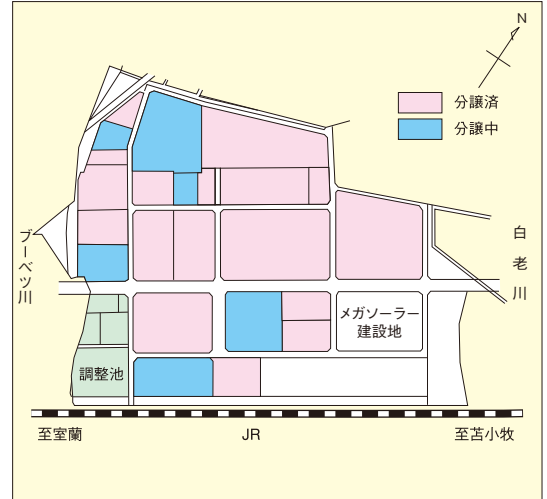 N
分譲済
分譲中
ブーベツ川
白老川
メガソーラー
建設地
調整池
至室蘭
JR
至苫小牧